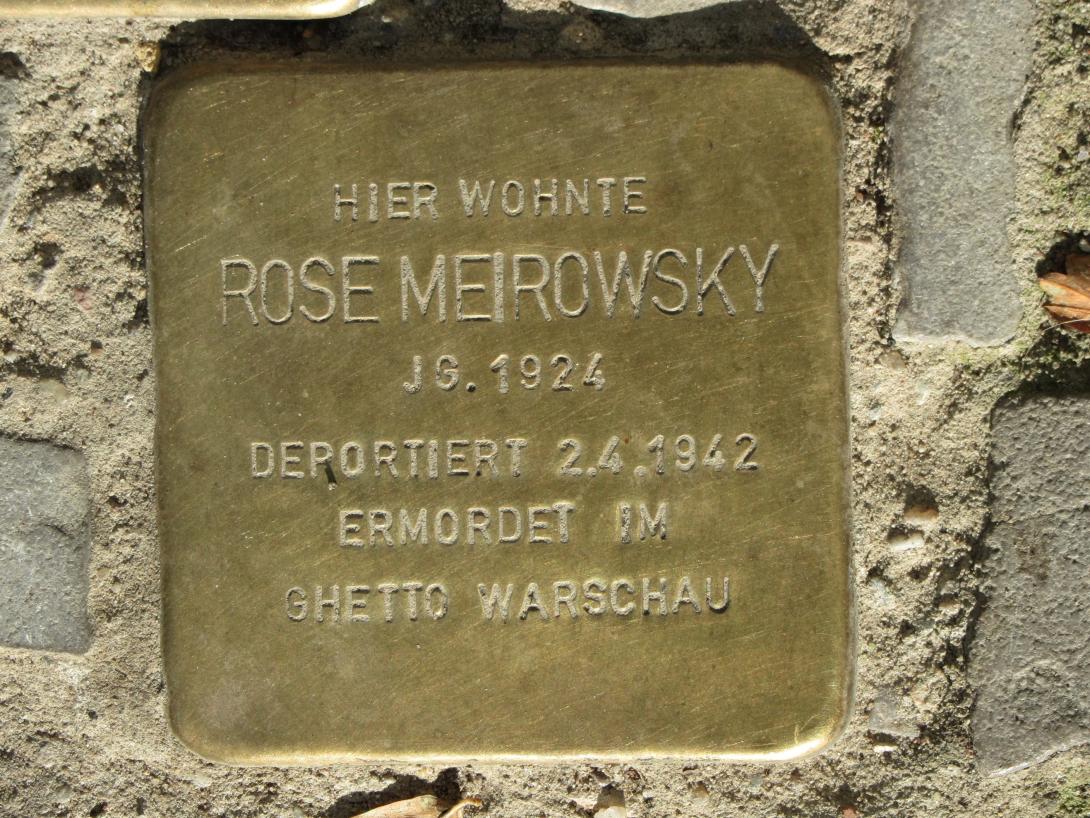 HIER WOHNTE
ROSE MEIROWSKY
JG. 1924
DEPORTIERT 2.4.1942
ERMORDET IM
GHETTO WARSCHAU